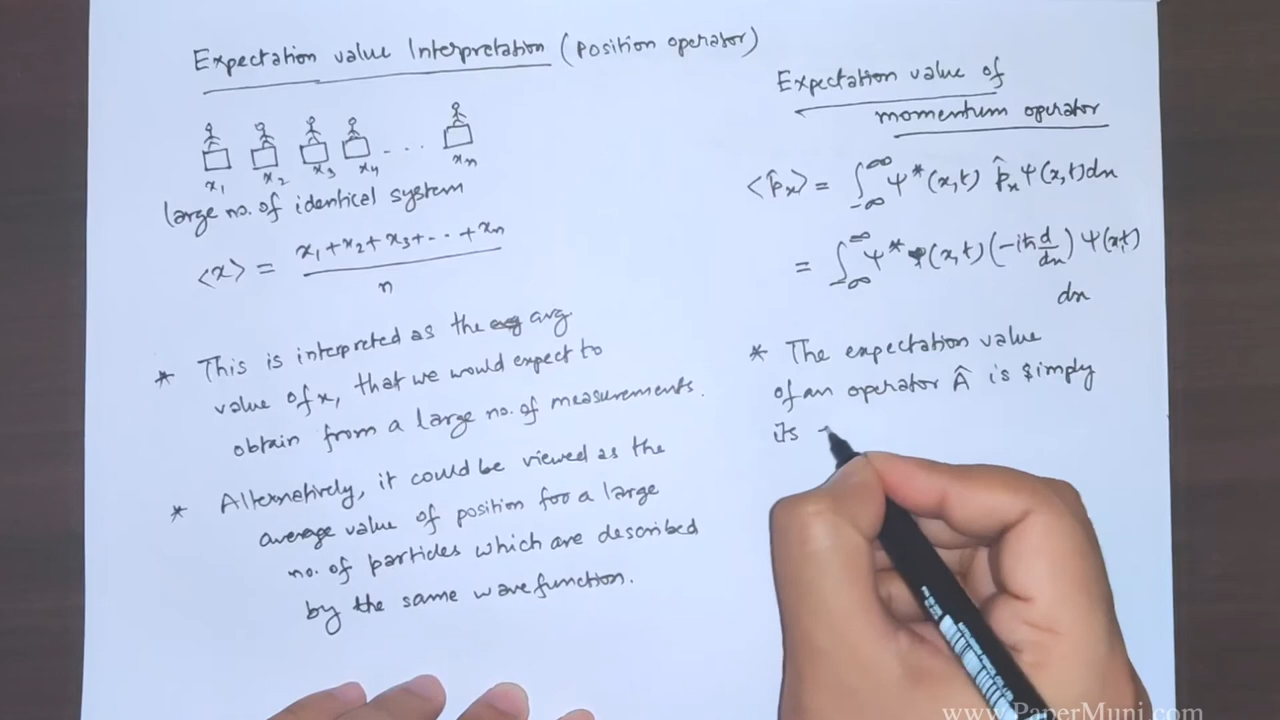 Expectation value Interpretation (position operator)
x₁ x₂ x₃ x₄ . . . xₙ
large no. of identical system
⟨x⟩ = x₁ + x₂ + x₃ + - . . + xₙ / n
* This is interpreted as the avg.
value of x, that we would expect to
obtain from a large no. of measurements.
* Alternatively, it could be viewed as the
average value of position for a large
no. of particles which are described
by the same wavefunction.
Expectation value of
momentum operator
⟨p̂ₓ⟩ = ∫_{-∞}^{∞} Ψ*(x,t) p̂ₓ Ψ(x,t) dx
= ∫_{-∞}^{∞} Ψ* (x,t) (-iħ d/dx) Ψ(x,t)
dx
* The expectation value
of an operator Â is simply
its
www.PaperMuni.com